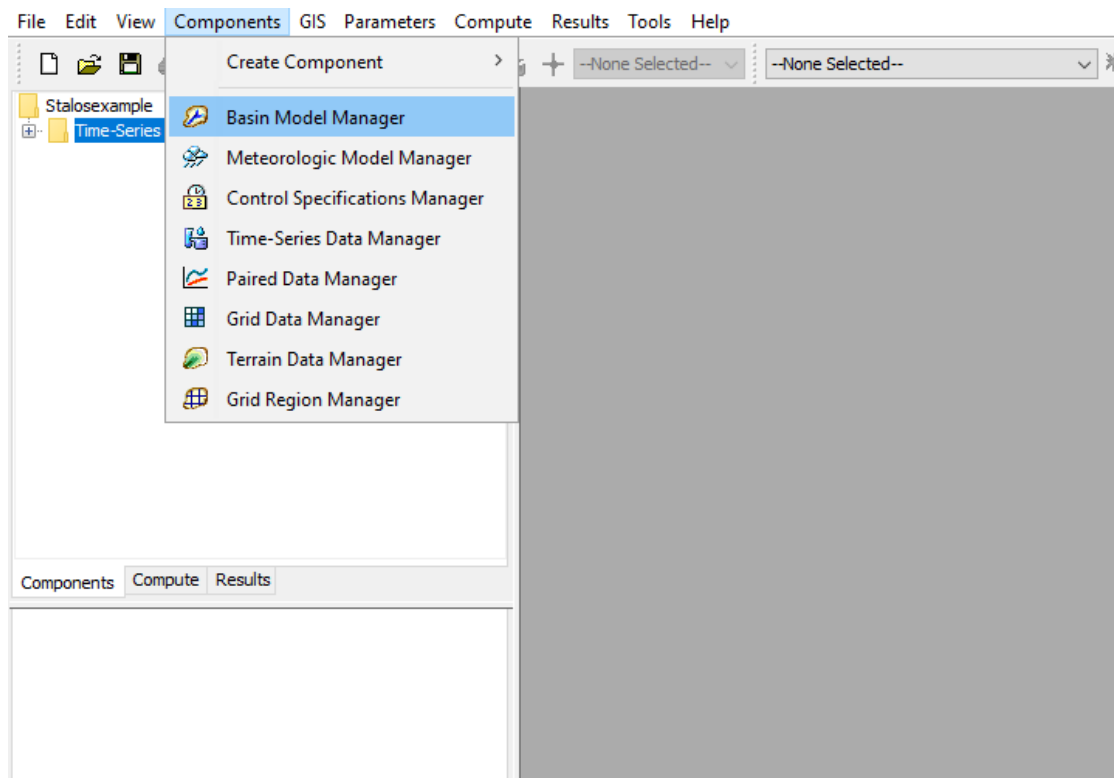 File Edit View Components GIS Parameters Compute Results Tools Help
Create Component
--None Selected-- --None Selected--
Stalosexample
Time-Series
Basin Model Manager
Meteorologic Model Manager
Control Specifications Manager
Time-Series Data Manager
Paired Data Manager
Grid Data Manager
Terrain Data Manager
Grid Region Manager
Components Compute Results